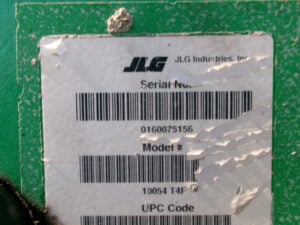 JLG JLG Industries, Inc.
Serial No.
0160075156
Model #
10054 T4F
UPC Code